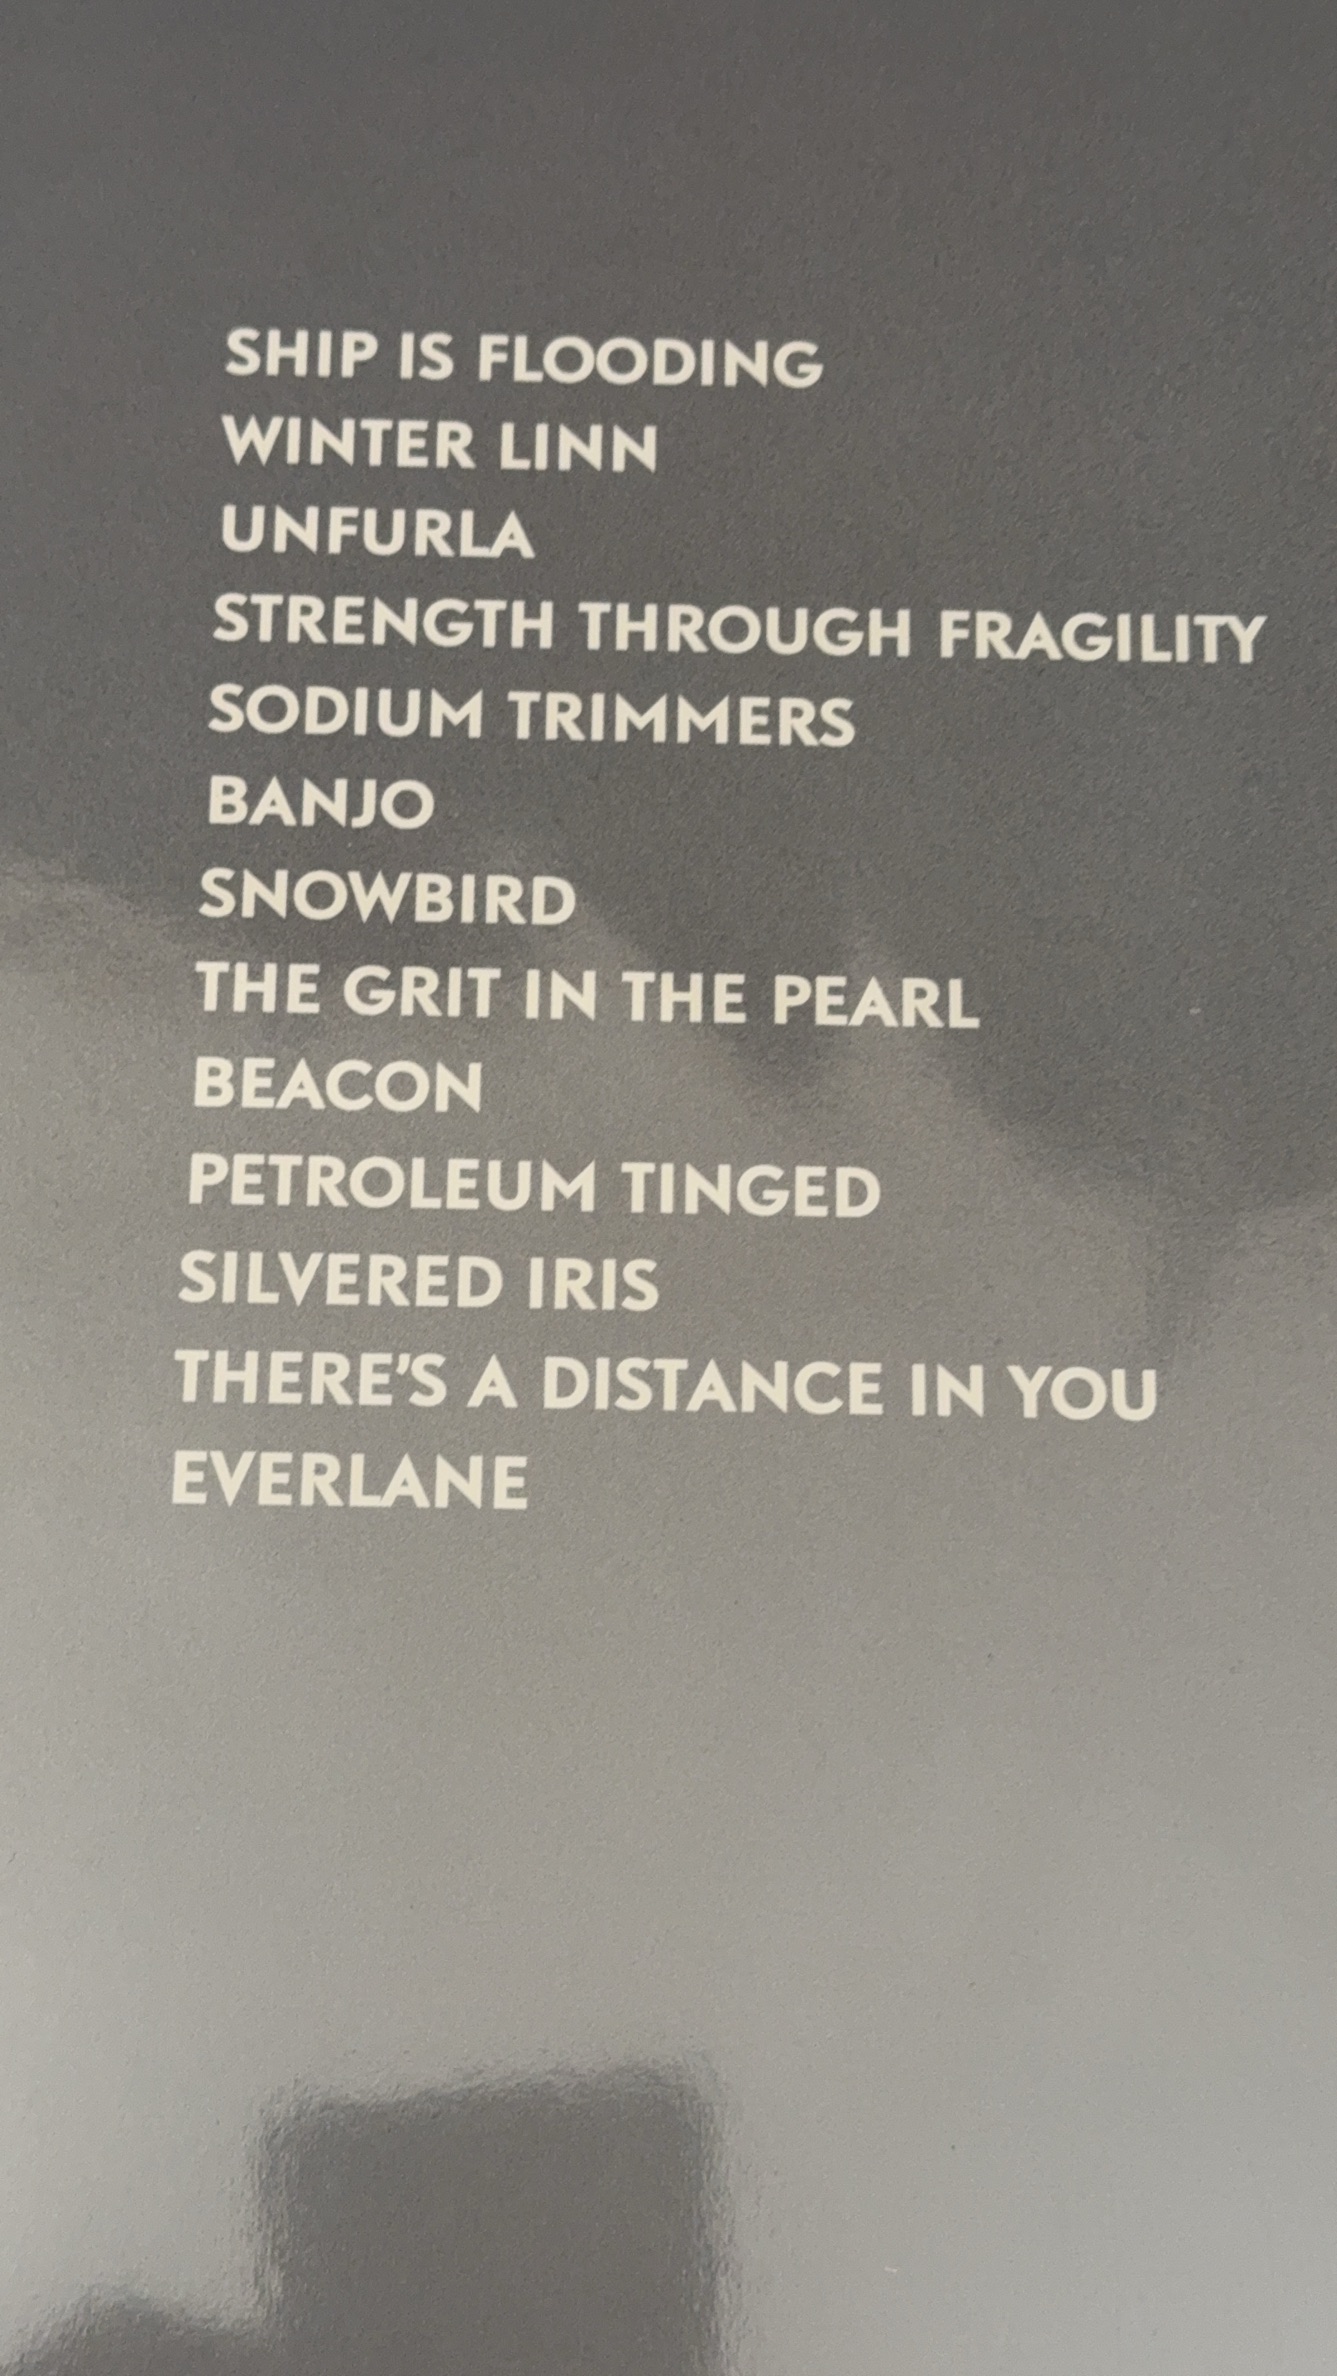 SHIP IS FLOODING
WINTER LINN
UNFURLA
STRENGTH THROUGH FRAGILITY
SODIUM TRIMMERS
BANJO
SNOWBIRD
THE GRIT IN THE PEARL
BEACON
PETROLEUM TINGED
SILVERED IRIS
THERE'S A DISTANCE IN YOU
EVERLANE